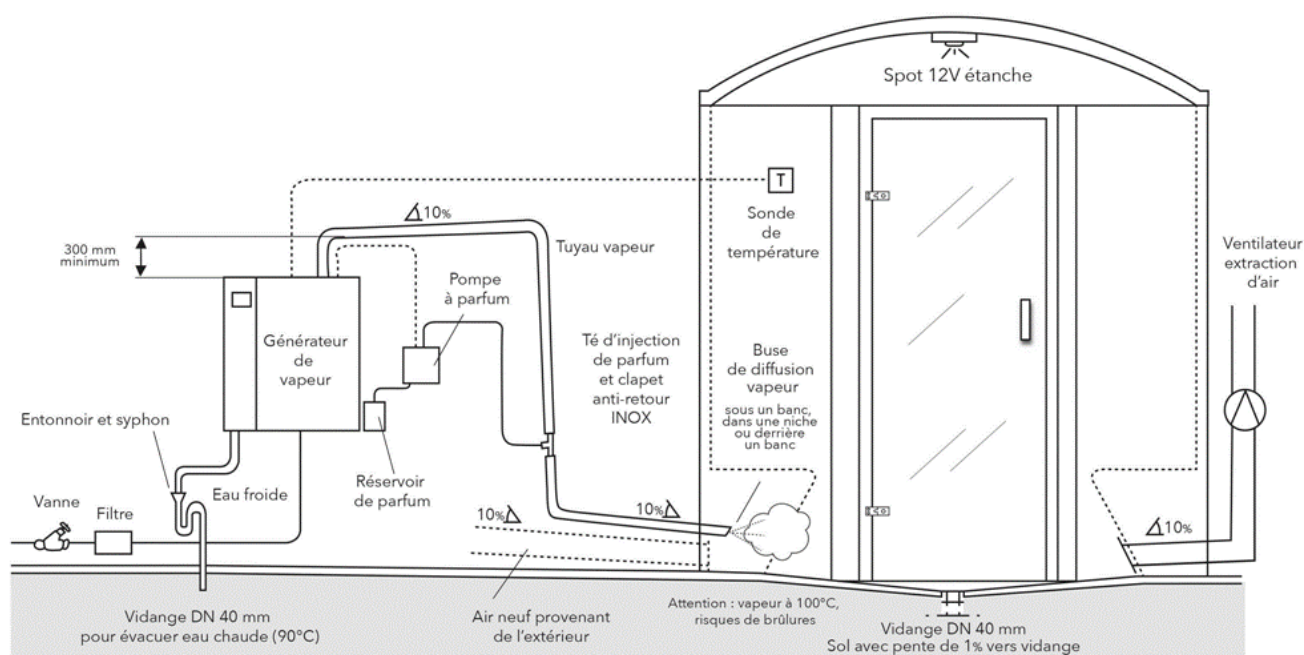 Spot 12V étanche
T
Sonde
de
température
10%
300 mm
minimum
Tuyau vapeur
Ventilateur
extraction
d'air
Pompe
à parfum
Générateur
de
vapeur
Té d'injection
de parfum
et clapet
anti-retour
INOX
Buse
de diffusion
vapeur
sous un banc,
dans une niche
ou derrière
un banc
Entonnoir et syphon
Eau froide
Réservoir
de parfum
Vanne
Filtre
10%
10%
10%
Vidange DN 40 mm
pour évacuer eau chaude (90°C)
Air neuf provenant
de l'extérieur
Attention : vapeur à 100°C,
risques de brûlures
Vidange DN 40 mm
Sol avec pente de 1% vers vidange